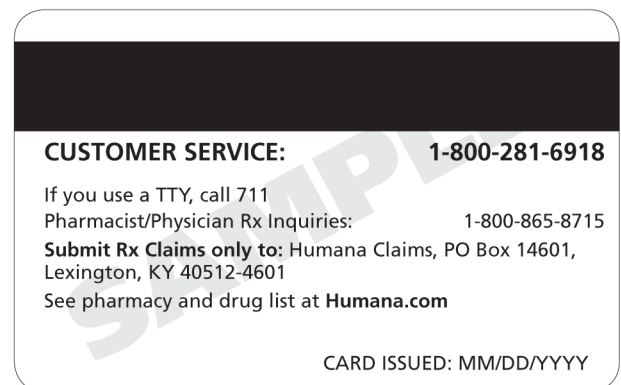 CUSTOMER SERVICE: 1-800-281-6918
If you use a TTY, call 711
Pharmacist/Physician Rx Inquiries: 1-800-865-8715
Submit Rx Claims only to: Humana Claims, PO Box 14601,
Lexington, KY 40512-4601
See pharmacy and drug list at Humana.com
CARD ISSUED: MM/DD/YYYY
SAMPLE